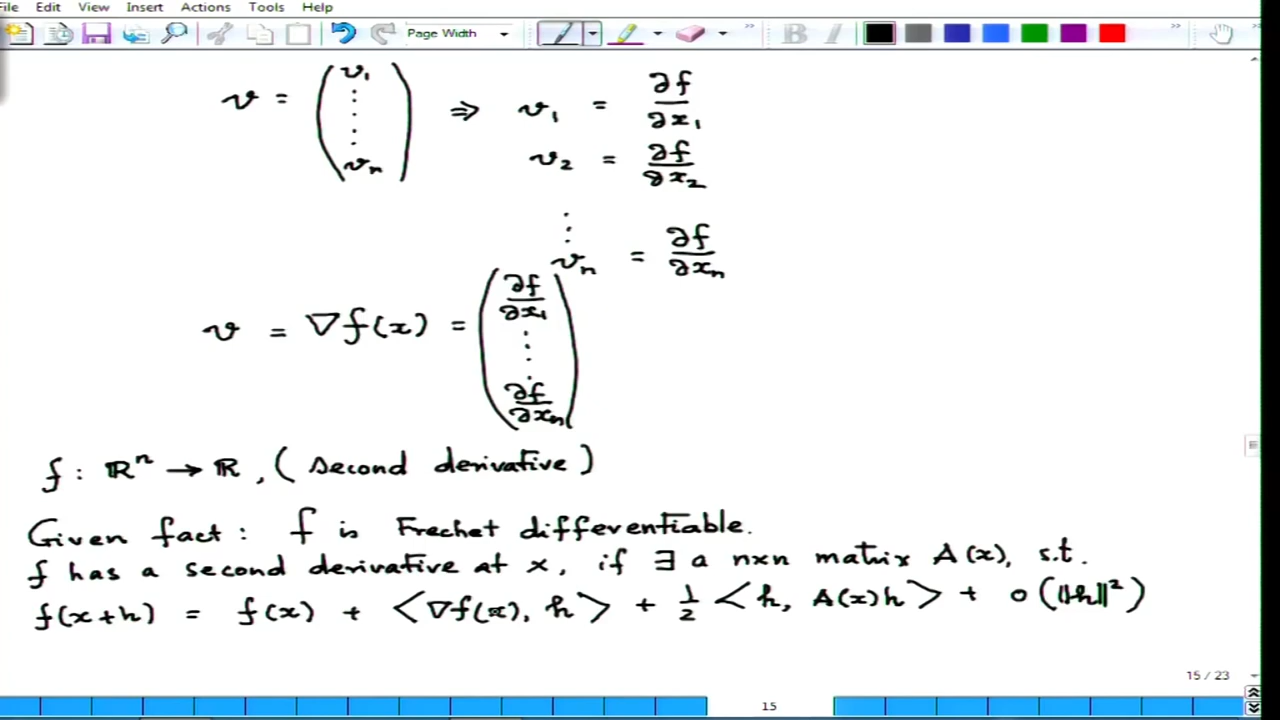 File Edit View Insert Actions Tools Help
Page Width
v = (v₁ ⋮ vₙ) ⇒ v₁ = ∂f/∂x₁
v₂ = ∂f/∂x₂
⋮
vₙ = ∂f/∂xₙ
v = ∇f(x) = (∂f/∂x₁ ⋮ ∂f/∂xₙ)
f : ℝⁿ → ℝ, (second derivative)
Given fact : f is Frechet differentiable.
f has a second derivative at x, if ∃ a n×n matrix A(x), s.t.
f(x+h) = f(x) + <∇f(x), h> + 1/2 <h, A(x)h> + o(‖h‖²)
15 / 23
15